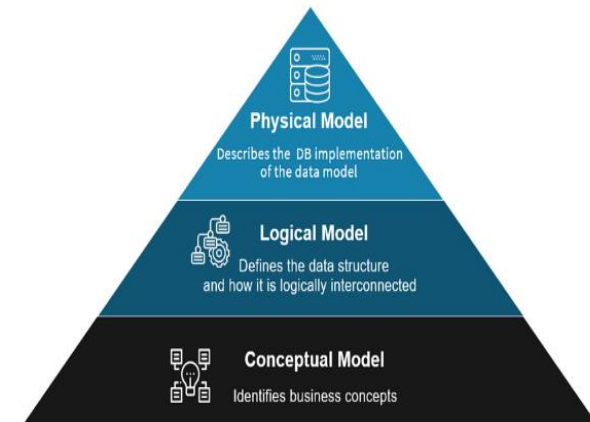 Physical Model
Describes the DB implementation
of the data model
Logical Model
Defines the data structure
and how it is logically interconnected
Conceptual Model
Identifies business concepts